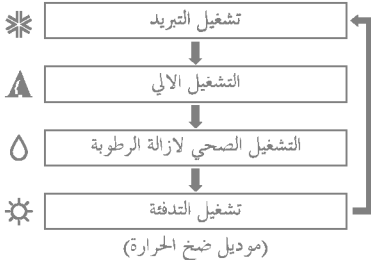 تشغيل التبريد
التشغيل الالي
التشغيل الصحي لازالة الرطوبة
تشغيل التدفئة
(موديل ضخ الحرارة)